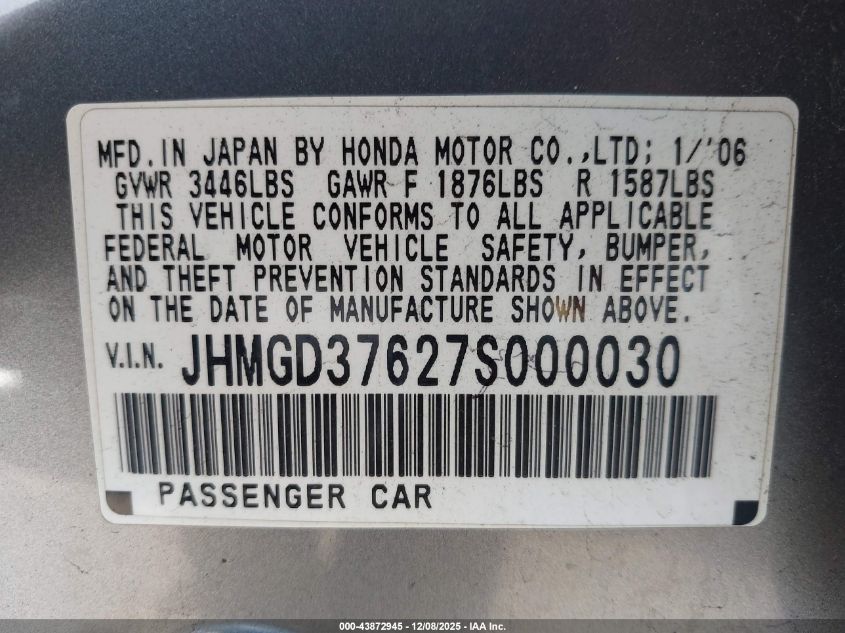 MFD. IN JAPAN BY HONDA MOTOR CO.,LTD; 1/'06
GVWR 3446LBS GAWR F 1876LBS R 1587LBS
THIS VEHICLE CONFORMS TO ALL APPLICABLE
FEDERAL MOTOR VEHICLE SAFETY, BUMPER,
AND THEFT PREVENTION STANDARDS IN EFFECT
ON THE DATE OF MANUFACTURE SHOWN ABOVE.
V.I.N. JHMGD37627S000030
PASSENGER CAR
000-43872945 - 12/08/2025 - IAA Inc.